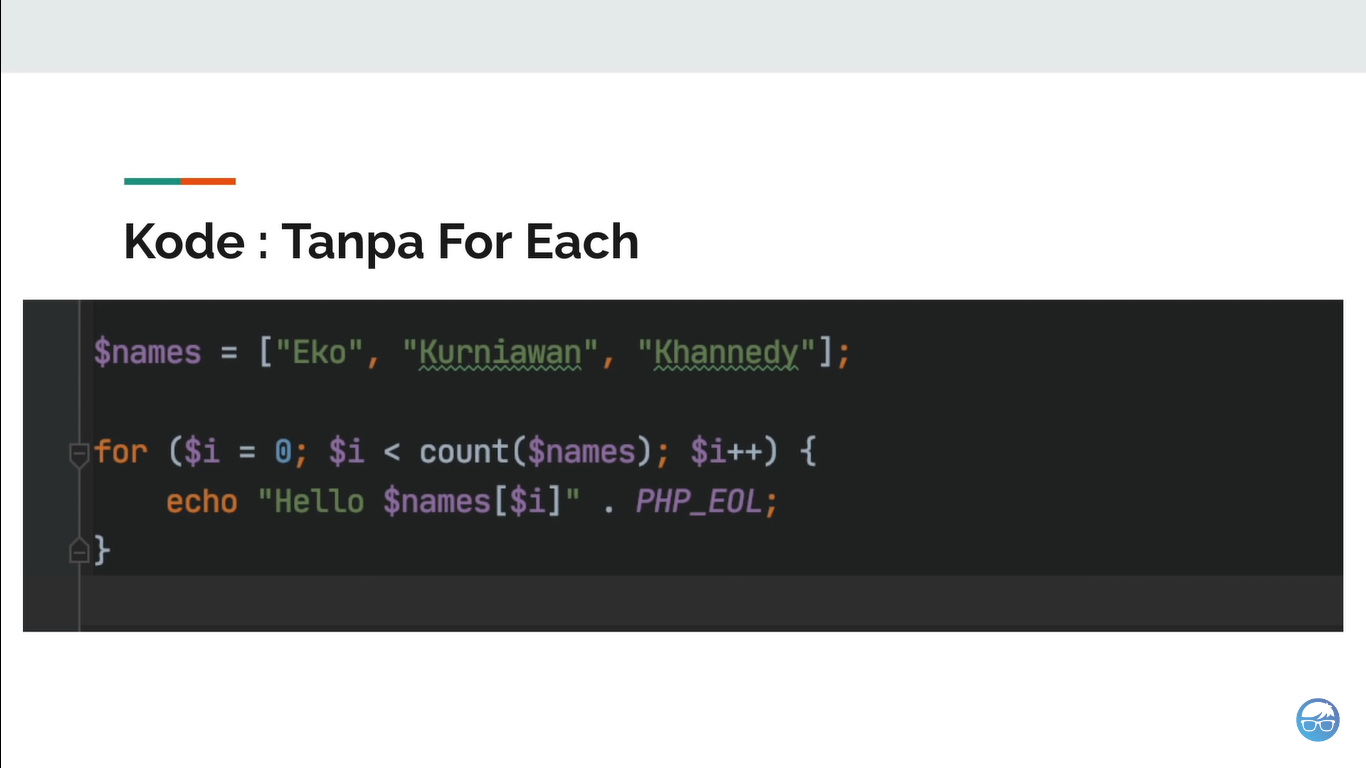 Kode : Tanpa For Each
$names = ["Eko", "Kurniawan", "Khannedy"];
for ($i = 0; $i < count($names); $i++) {
    echo "Hello $names[$i]" . PHP_EOL;
}